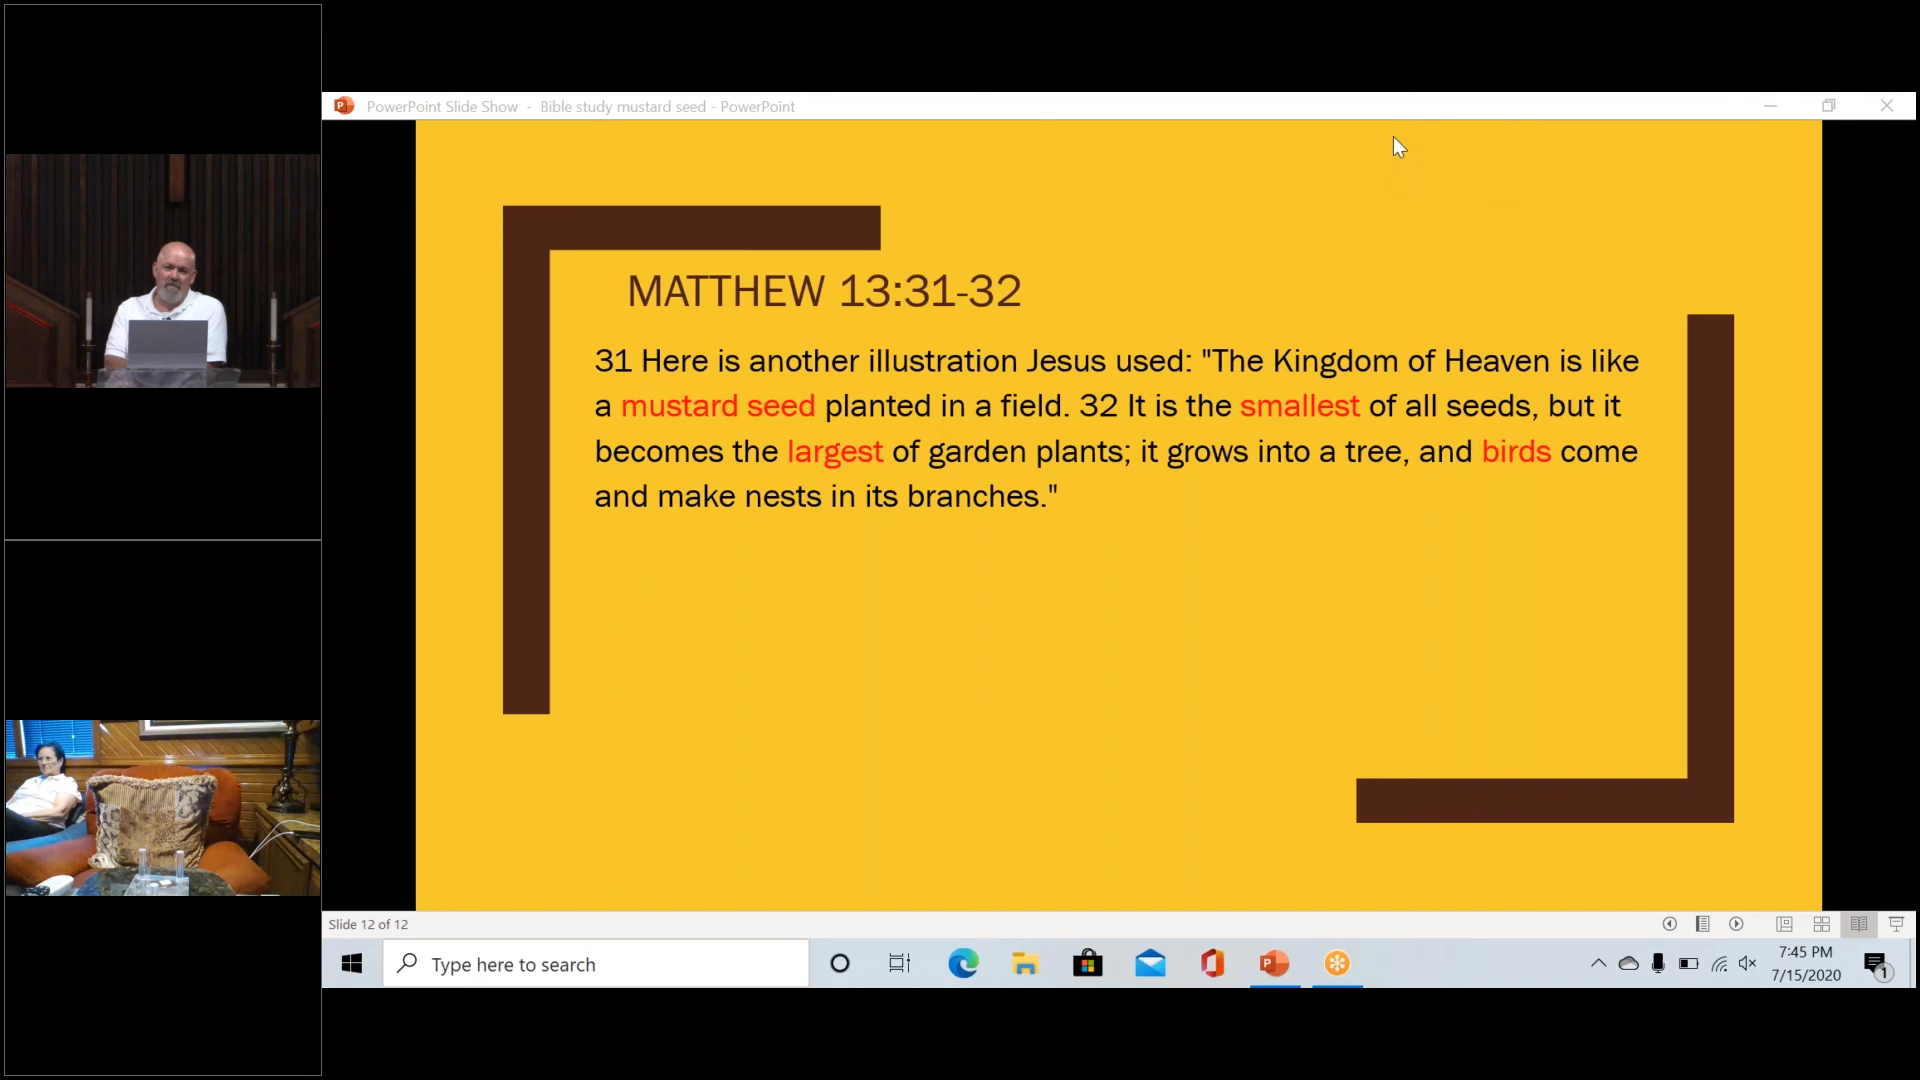 PowerPoint Slide Show - Bible study mustard seed - PowerPoint
MATTHEW 13:31-32
31 Here is another illustration Jesus used: "The Kingdom of Heaven is like
a mustard seed planted in a field. 32 It is the smallest of all seeds, but it
becomes the largest of garden plants; it grows into a tree, and birds come
and make nests in its branches."
Slide 12 of 12
Type here to search
7:45 PM
7/15/2020
1